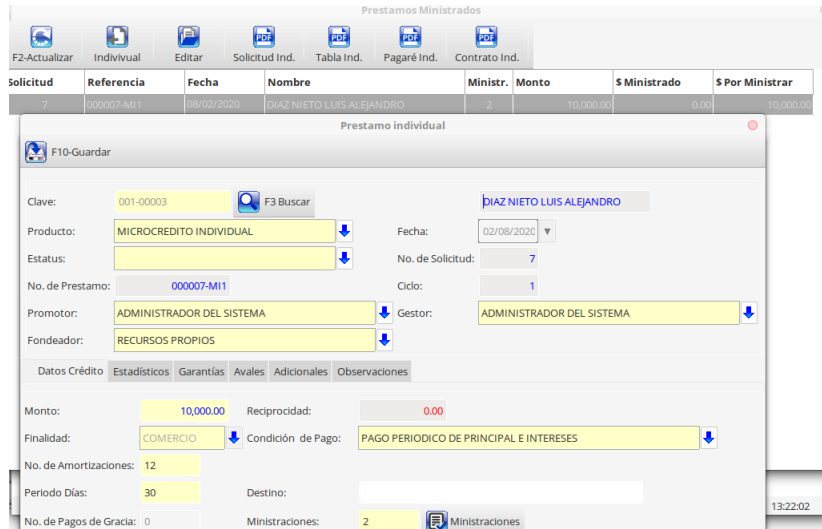 Prestamos Ministrados
F2-Actualizar Indivivual Editar Solicitud Ind. Tabla Ind. Pagaré Ind. Contrato Ind.
Solicitud Referencia Fecha Nombre Ministr. Monto $ Ministrado $ Por Ministrar
7 000007-MI1 08/02/2020 DIAZ NIETO LUIS ALEJANDRO 2 10,000.00 0.00 10,000.00
Prestamo individual
F10-Guardar
Clave: 001-00003 F3 Buscar DIAZ NIETO LUIS ALEJANDRO
Producto: MICROCREDITO INDIVIDUAL Fecha: 02/08/2020
Estatus: No. de Solicitud: 7
No. de Prestamo: 000007-MI1 Ciclo: 1
Promotor: ADMINISTRADOR DEL SISTEMA Gestor: ADMINISTRADOR DEL SISTEMA
Fondeador: RECURSOS PROPIOS
Datos Crédito Estadísticos Garantías Avales Adicionales Observaciones
Monto: 10,000.00 Reciprocidad: 0.00
Finalidad: COMERCIO Condición de Pago: PAGO PERIODICO DE PRINCIPAL E INTERESES
No. de Amortizaciones: 12
Periodo Días: 30 Destino:
13:22:02
No. de Pagos de Gracia: 0 Ministraciones: 2 Ministraciones